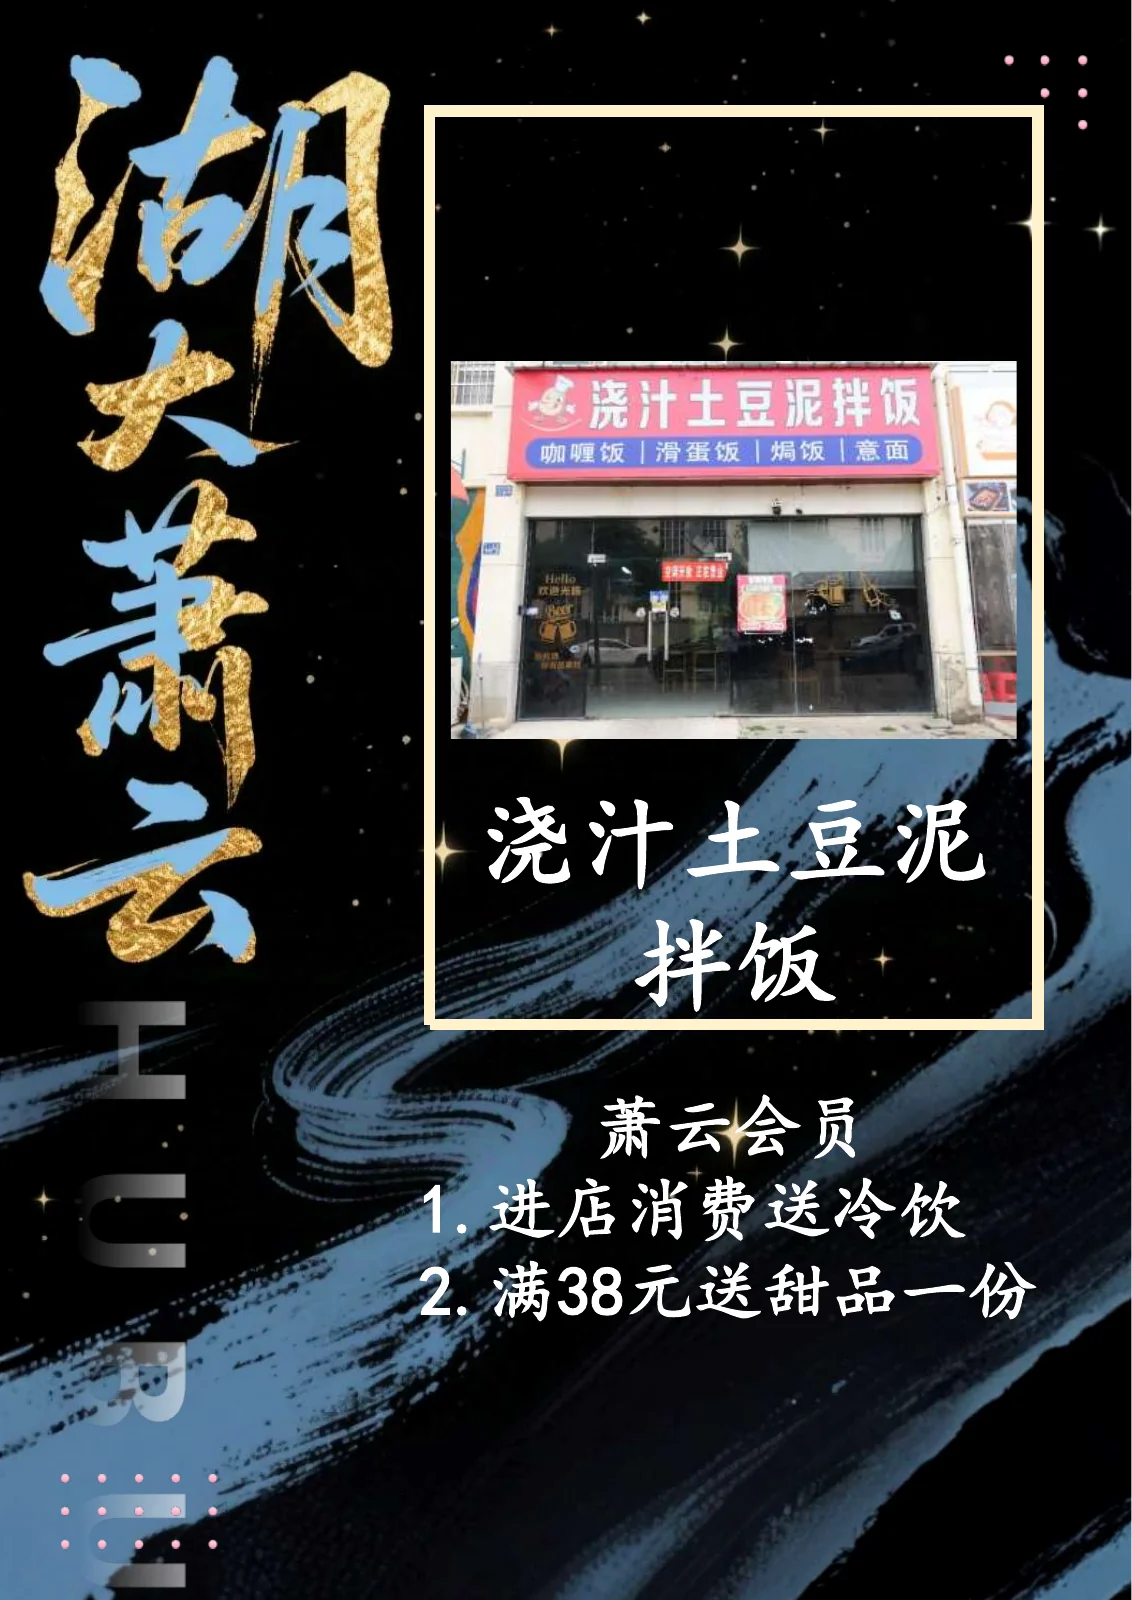 湖大萧云
HUBU
浇汁土豆泥拌饭
咖喱饭｜滑蛋饭｜焗饭｜意面
Hello
欢迎光临
Beer
浇汁土豆泥
拌饭
萧云会员
1. 进店消费送冷饮
2. 满38元送甜品一份